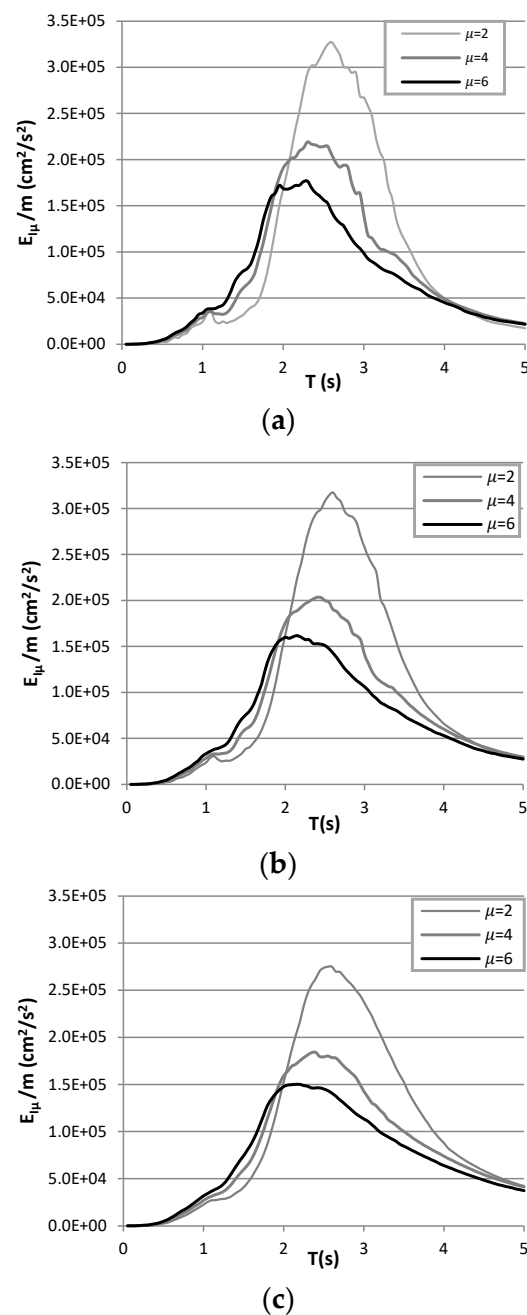 3.5E+05
3.0E+05
2.5E+05
2.0E+05
1.5E+05
1.0E+05
5.0E+04
0.0E+00
E_Iμ/m (cm²/s²)
μ=2
μ=4
μ=6
0 1 2 3 4 5
T (s)
(a)
3.5E+05
3.0E+05
2.5E+05
2.0E+05
1.5E+05
1.0E+05
5.0E+04
0.0E+00
E_Iμ/m (cm²/s²)
μ=2
μ=4
μ=6
0 1 2 3 4 5
T(s)
(b)
3.5E+05
3.0E+05
2.5E+05
2.0E+05
1.5E+05
1.0E+05
5.0E+04
0.0E+00
E_Iμ/m (cm²/s²)
μ=2
μ=4
μ=6
0 1 2 3 4 5
T(s)
(c)